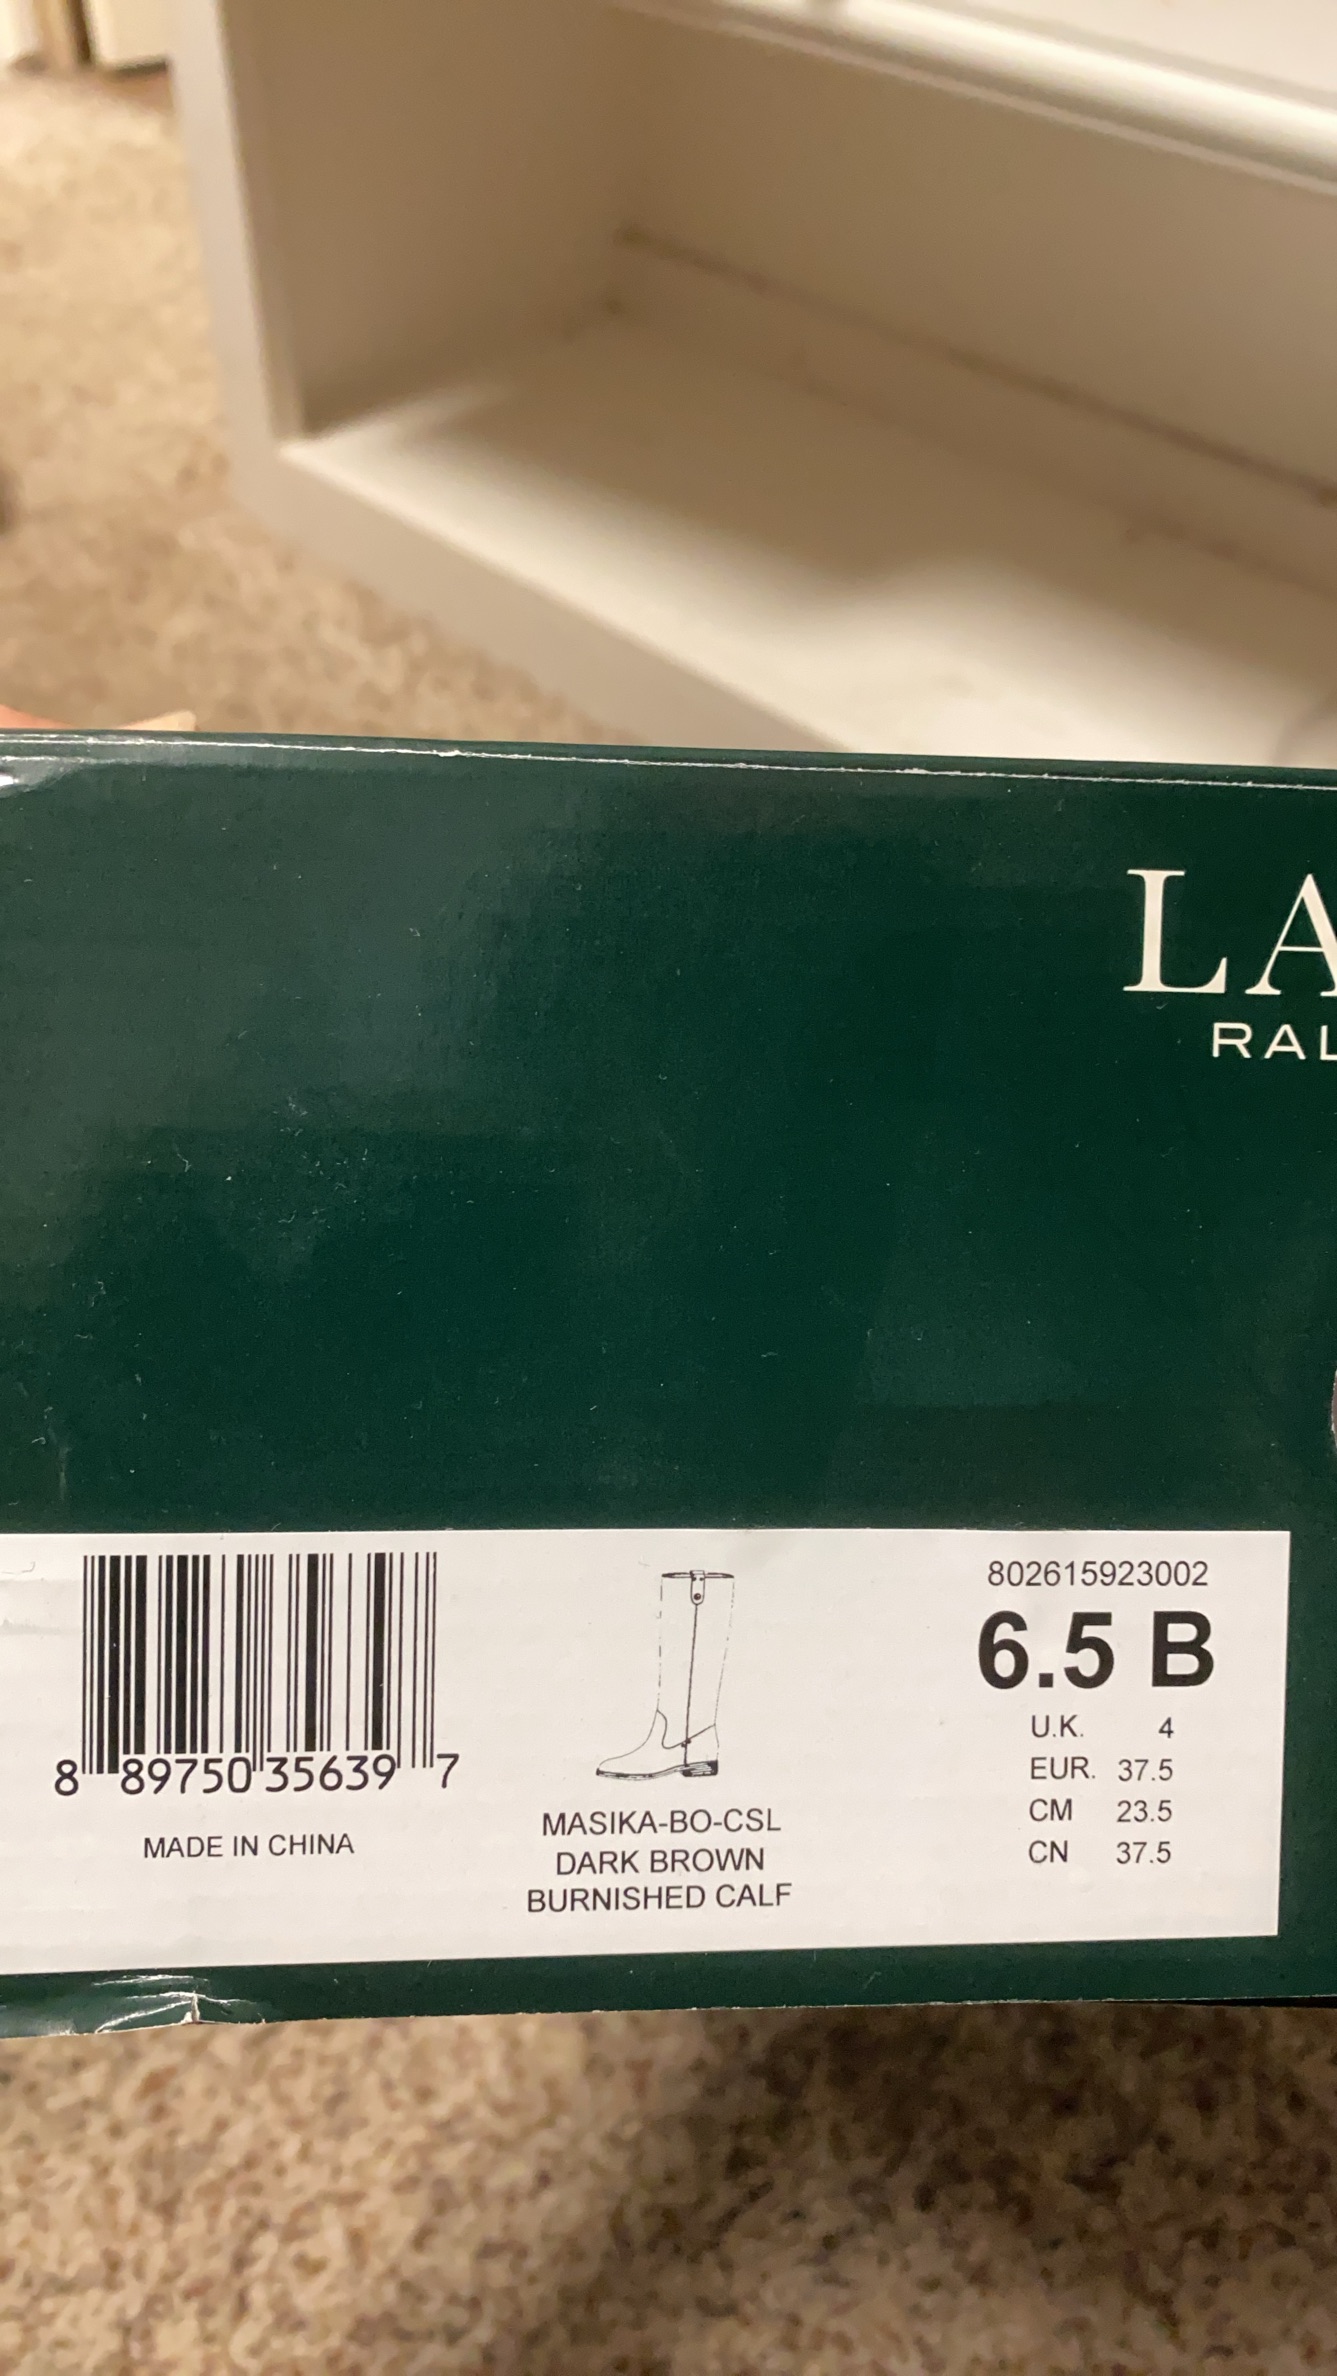 LA
RAL
802615923002
6.5 B
U.K. 4
EUR. 37.5
CM 23.5
CN 37.5
8 89750 35639 7
MADE IN CHINA
MASIKA-BO-CSL
DARK BROWN
BURNISHED CALF